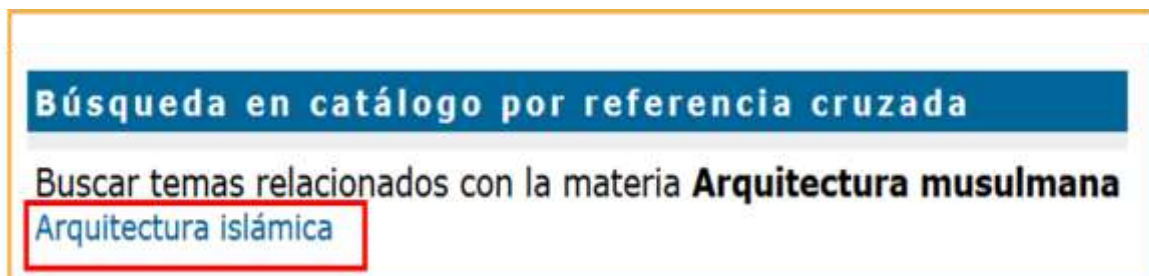 Búsqueda en catálogo por referencia cruzada
Buscar temas relacionados con la materia Arquitectura musulmana
Arquitectura islámica